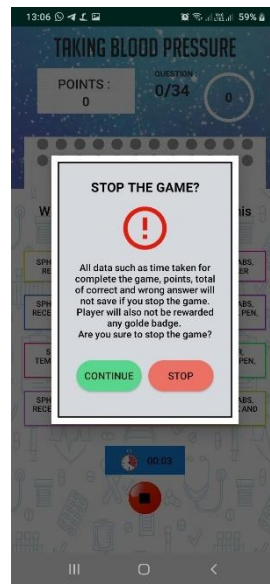 13:06
59%
TAKING BLOOD PRESSURE
POINTS :
0
QUESTION :
0/34
0
STOP THE GAME?
All data such as time taken for
complete the game, points, total
of correct and wrong answer will
not save if you stop the game.
Player will also not be rewarded
any golde badge.
Are you sure to stop the game?
CONTINUE
STOP
00:03